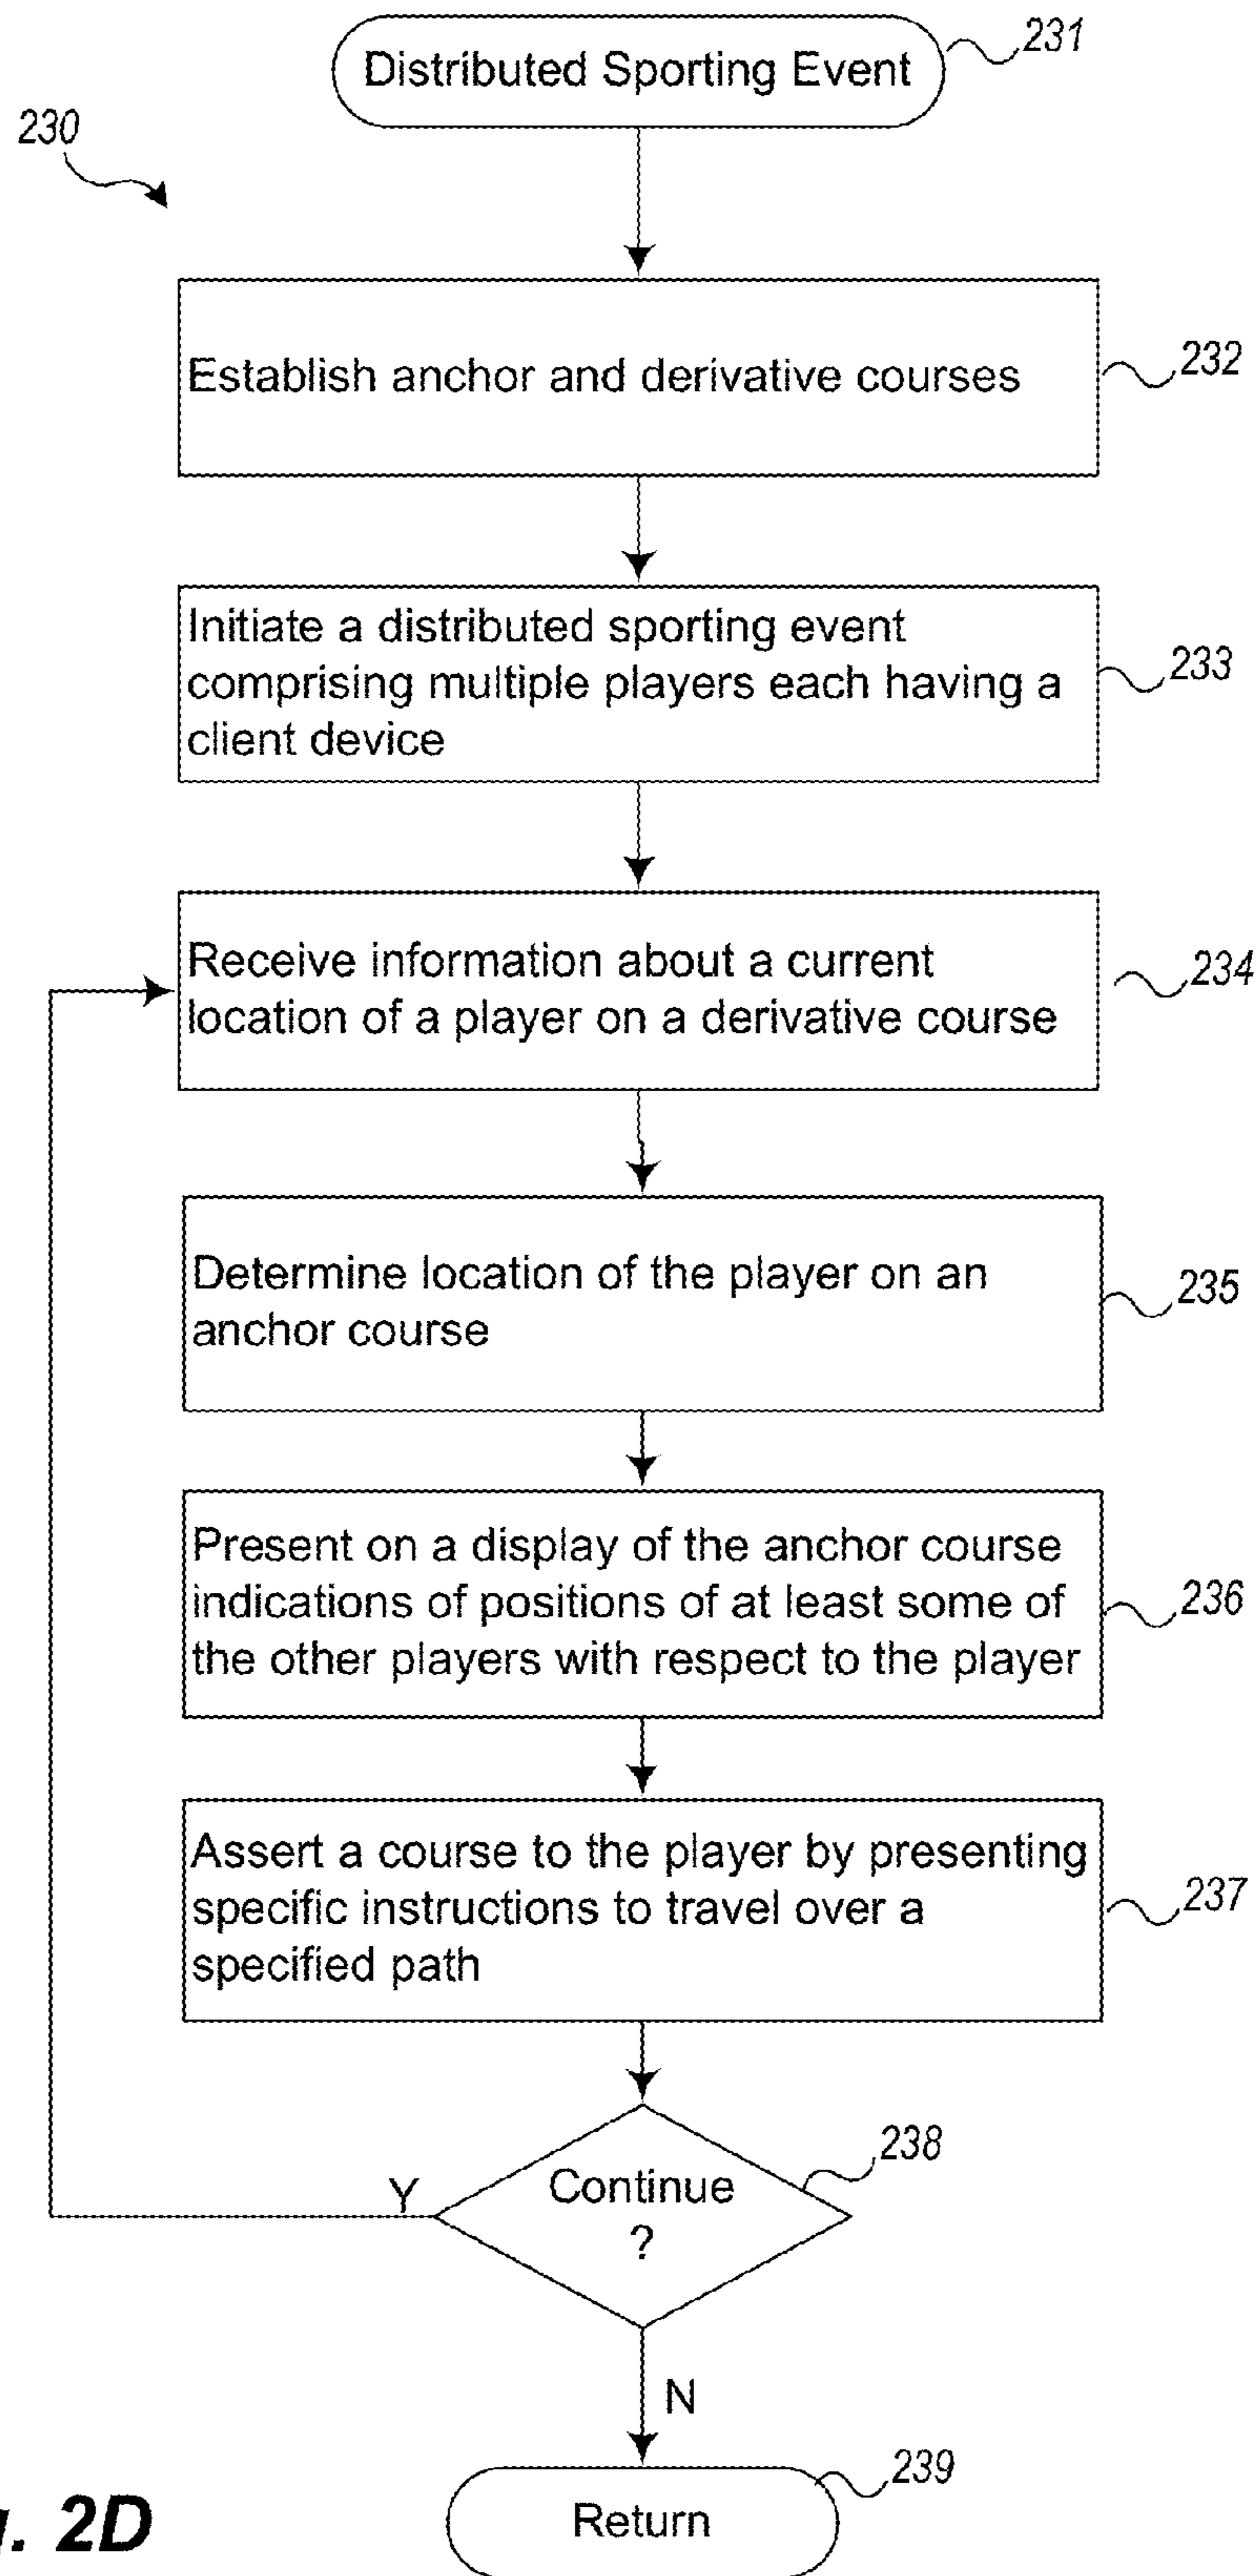 Distributed Sporting Event
231
230
Establish anchor and derivative courses
232
Initiate a distributed sporting event
comprising multiple players each having a
client device
233
Receive information about a current
location of a player on a derivative course
234
Determine location of the player on an
anchor course
235
Present on a display of the anchor course
indications of positions of at least some of
the other players with respect to the player
236
Assert a course to the player by presenting
specific instructions to travel over a
specified path
237
Continue
?
238
Y
N
Return
239
2D